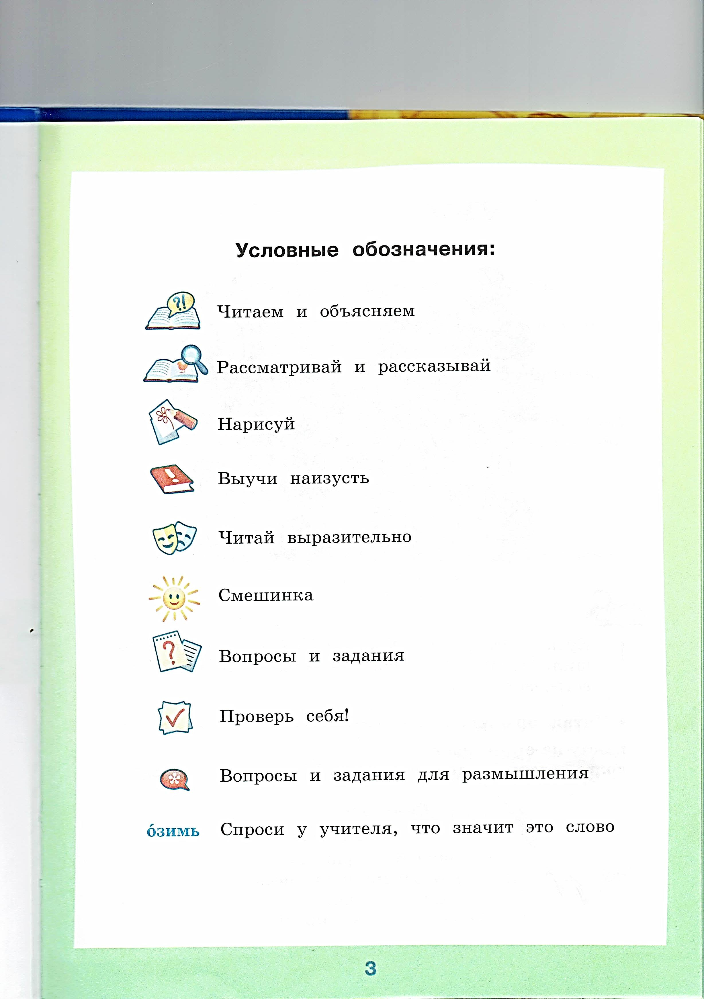 Условные обозначения:
?! Читаем и объясняем
Рассматривай и рассказывай
Нарисуй
! Выучи наизусть
Читай выразительно
Смешинка
? Вопросы и задания
Проверь себя!
Вопросы и задания для размышления
о́зимь Спроси у учителя, что значит это слово
3